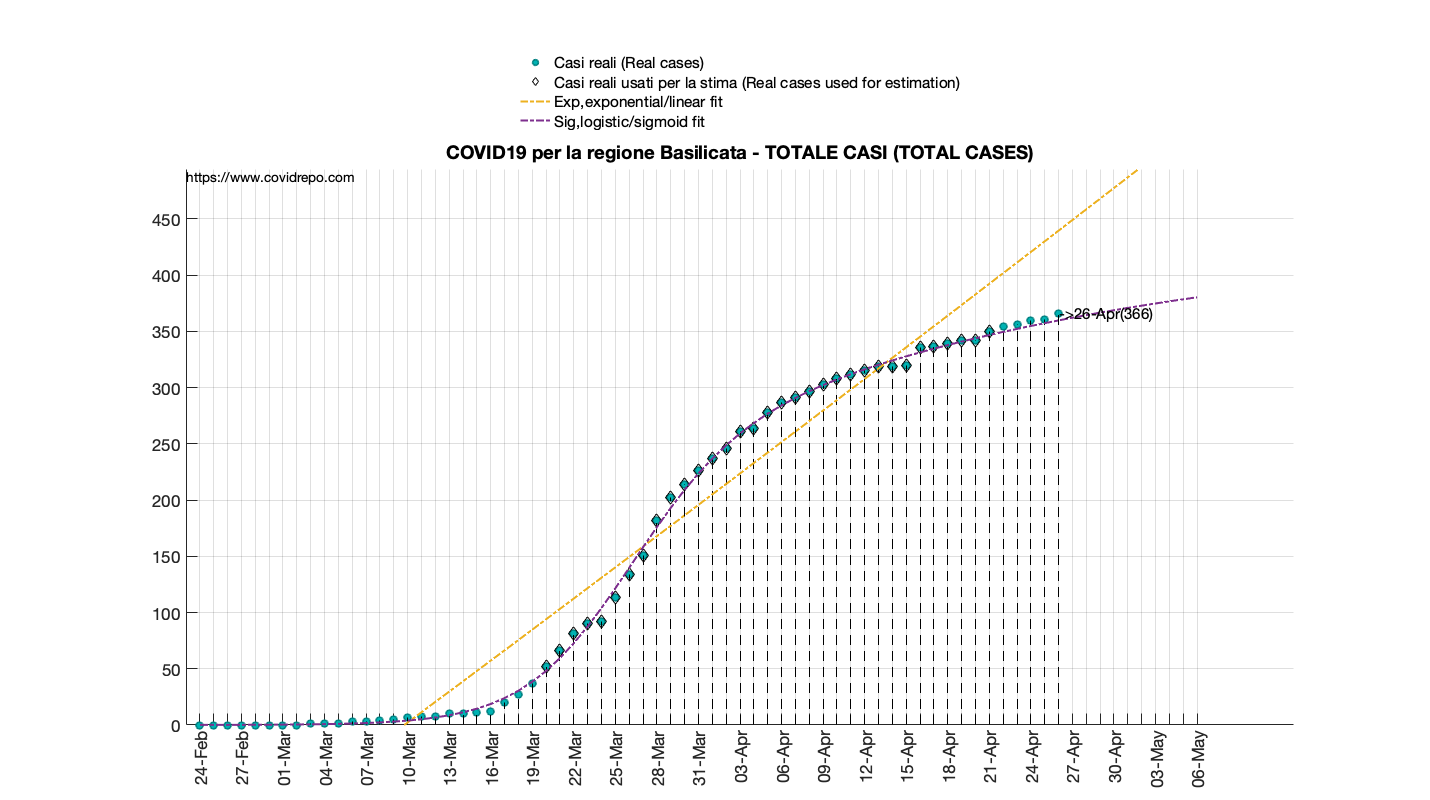 Casi reali (Real cases)
Casi reali usati per la stima (Real cases used for estimation)
Exp,exponential/linear fit
Sig,logistic/sigmoid fit
COVID19 per la regione Basilicata - TOTALE CASI (TOTAL CASES)
https://www.covidrepo.com
450
400
350
300
250
200
150
100
50
0
->26-Apr(366)
24-Feb
27-Feb
01-Mar
04-Mar
07-Mar
10-Mar
13-Mar
16-Mar
19-Mar
22-Mar
25-Mar
28-Mar
31-Mar
03-Apr
06-Apr
09-Apr
12-Apr
15-Apr
18-Apr
21-Apr
24-Apr
27-Apr
30-Apr
03-May
06-May